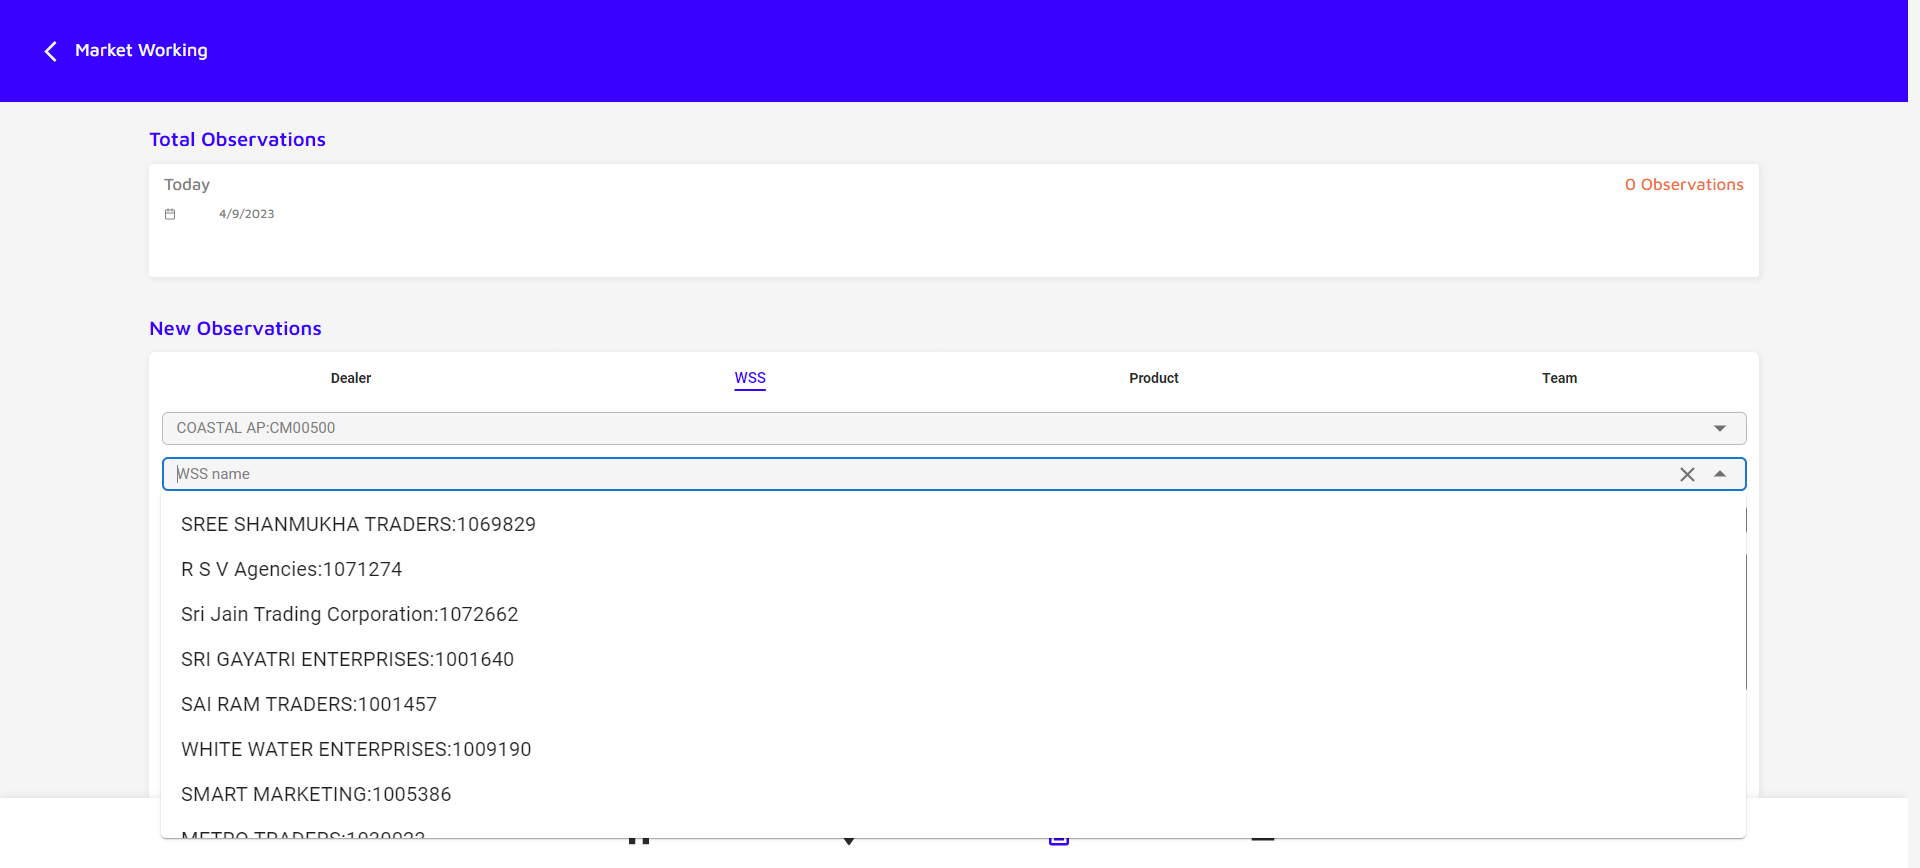 Market Working
Total Observations
Today
0 Observations
4/9/2023
New Observations
Dealer
WSS
Product
Team
COASTAL AP:CM00500
WSS name
SREE SHANMUKHA TRADERS:1069829
R S V Agencies:1071274
Sri Jain Trading Corporation:1072662
SRI GAYATRI ENTERPRISES:1001640
SAI RAM TRADERS:1001457
WHITE WATER ENTERPRISES:1009190
SMART MARKETING:1005386
METRO TRADERS: